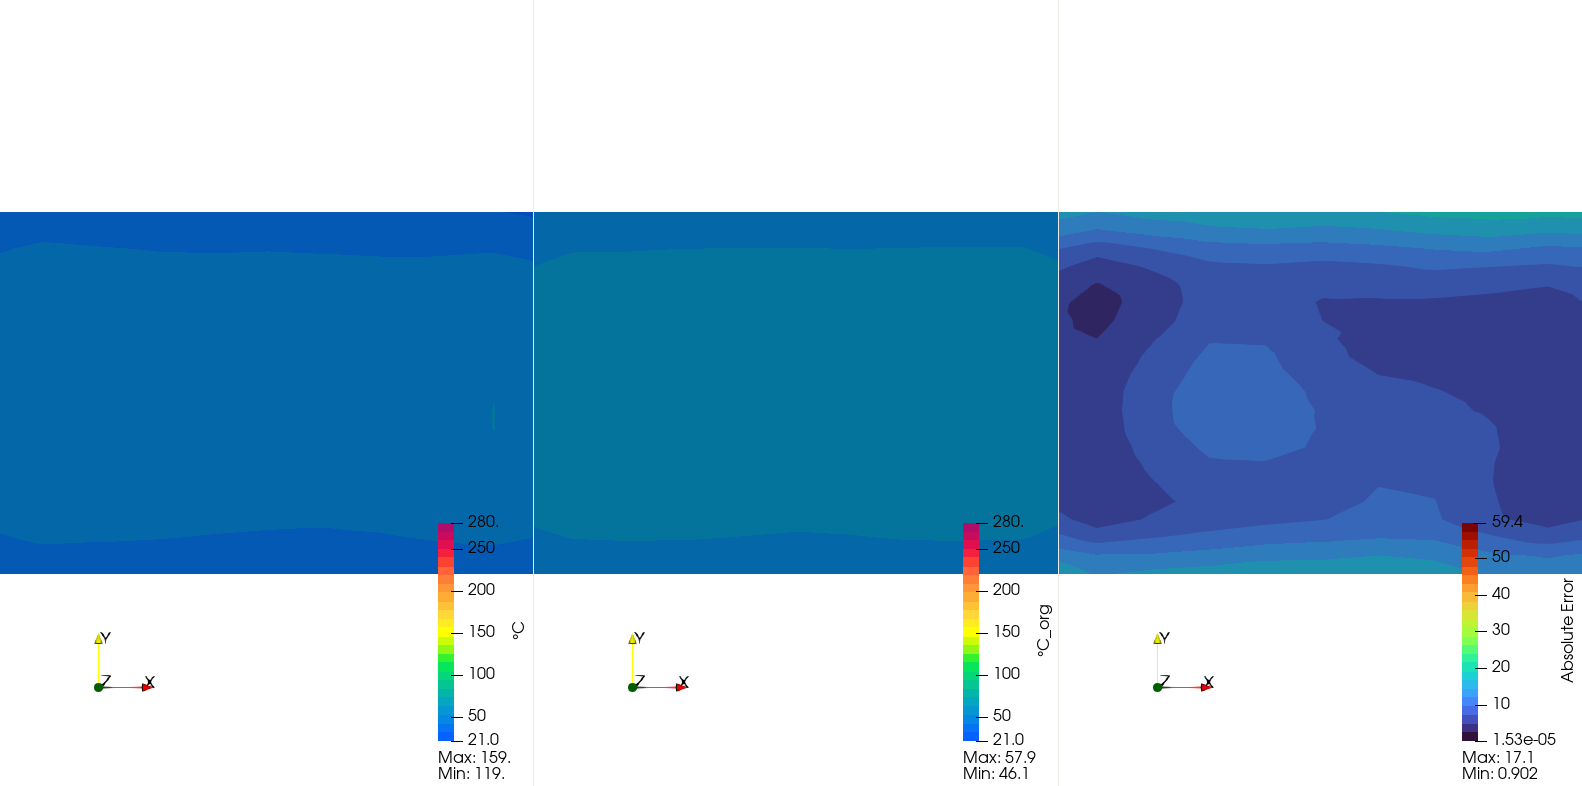 280.
250
200
150
100
50
21.0
°C
Max: 159.
Min: 119.
Y
Z
X
280.
250
200
150
100
50
21.0
°C_org
Max: 57.9
Min: 46.1
Y
Z
X
59.4
50
40
30
20
10
1.53e-05
Absolute Error
Max: 17.1
Min: 0.902
Y
Z
X